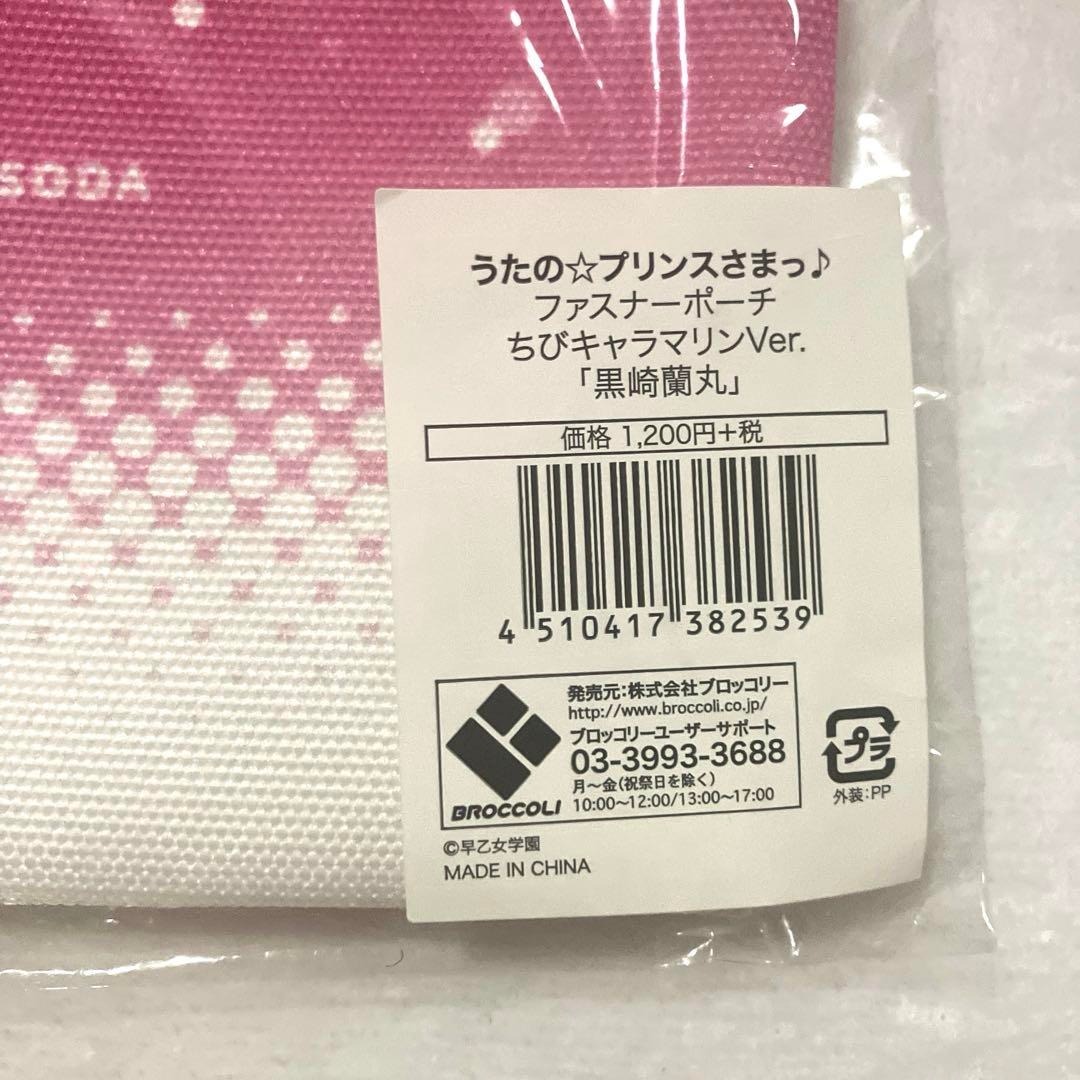 SODA
うたの☆プリンスさまっ♪
ファスナーポーチ
ちびキャラマリンVer.
「黒崎蘭丸」
価格 1,200円+税
4 510417 382539
発売元:株式会社ブロッコリー
http://www.broccoli.co.jp/
ブロッコリーユーザーサポート
03-3993-3688
月〜金(祝祭日を除く)
10:00〜12:00/13:00〜17:00
BROCCOLI
プラ
外装:PP
©早乙女学園
MADE IN CHINA